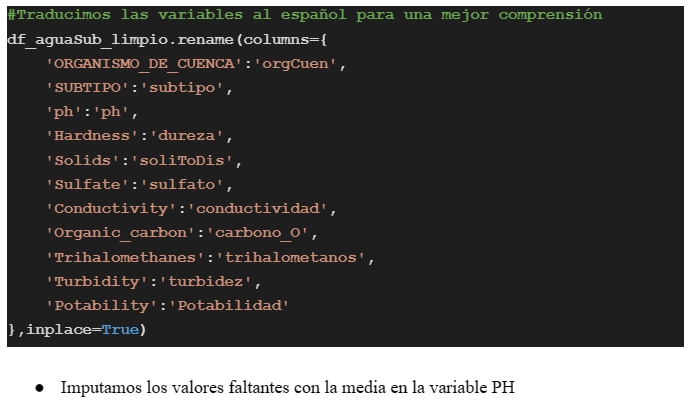 #Traducimos las variables al español para una mejor comprensión
df_aguaSub_limpio.rename(columns={
    'ORGANISMO_DE_CUENCA':'orgCuen',
    'SUBTIPO':'subtipo',
    'ph':'ph',
    'Hardness':'dureza',
    'Solids':'soliToDis',
    'Sulfate':'sulfato',
    'Conductivity':'conductividad',
    'Organic_carbon':'carbono_O',
    'Trihalomethanes':'trihalometanos',
    'Turbidity':'turbidez',
    'Potability':'Potabilidad'
},inplace=True)
● Imputamos los valores faltantes con la media en la variable PH